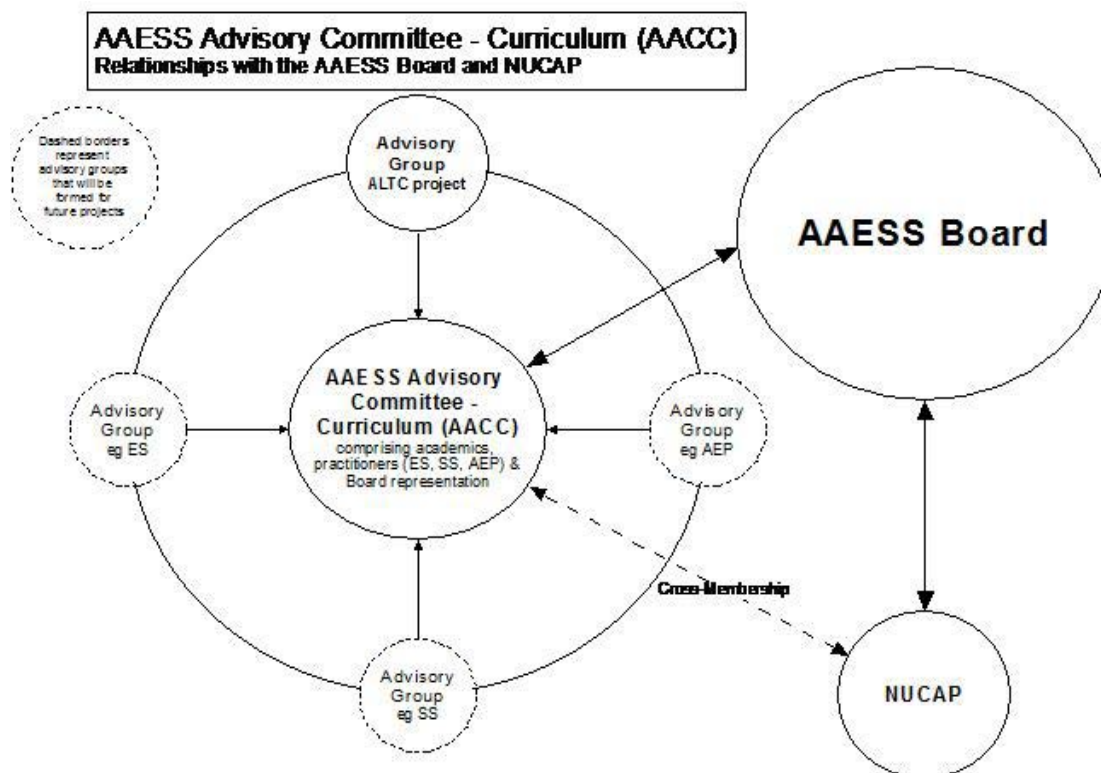 AAESS Advisory Committee - Curriculum (AACC)
Relationships with the AAESS Board and NUCAP
Dashed borders
represent
advisory groups
that will be
formed for
future projects
Advisory
Group
ALTC project
AAESS Board
AAESS Advisory
Committee -
Curriculum (AACC)
comprising academics,
practitioners (ES, SS, AEP) &
Board representation
Advisory
Group
eg ES
Advisory
Group
eg AEP
Cross-Membership
Advisory
Group
eg SS
NUCAP